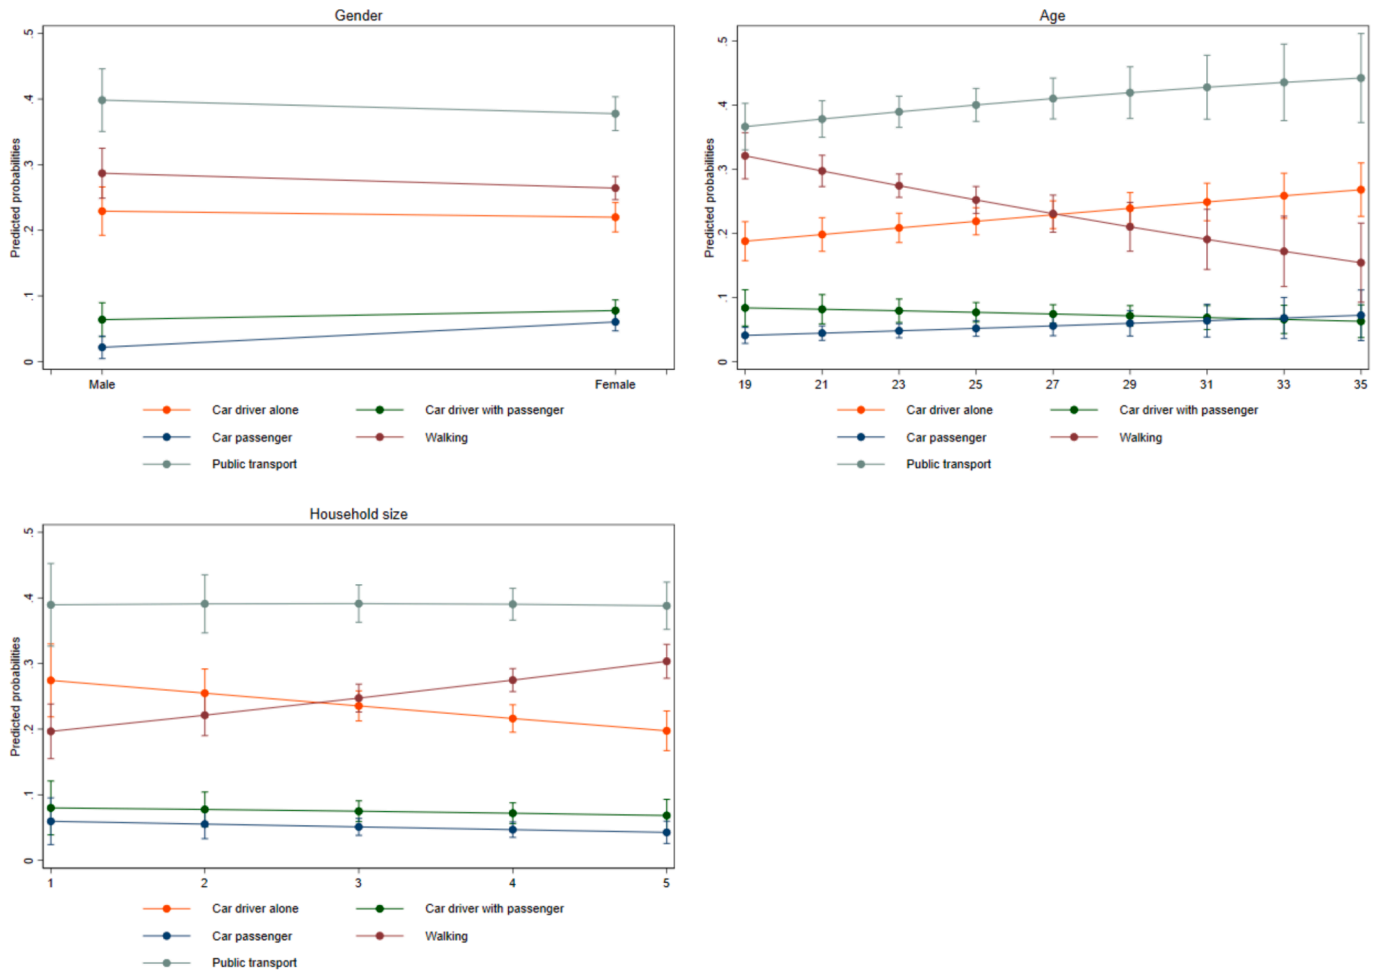 Gender
Predicted probabilities
0 .1 .2 .3 .4 .5
Male Female
Car driver alone Car driver with passenger
Car passenger Walking
Public transport
Age
Predicted probabilities
0 .1 .2 .3 .4 .5
19 21 23 25 27 29 31 33 35
Car driver alone Car driver with passenger
Car passenger Walking
Public transport
Household size
Predicted probabilities
0 .1 .2 .3 .4 .5
1 2 3 4 5
Car driver alone Car driver with passenger
Car passenger Walking
Public transport